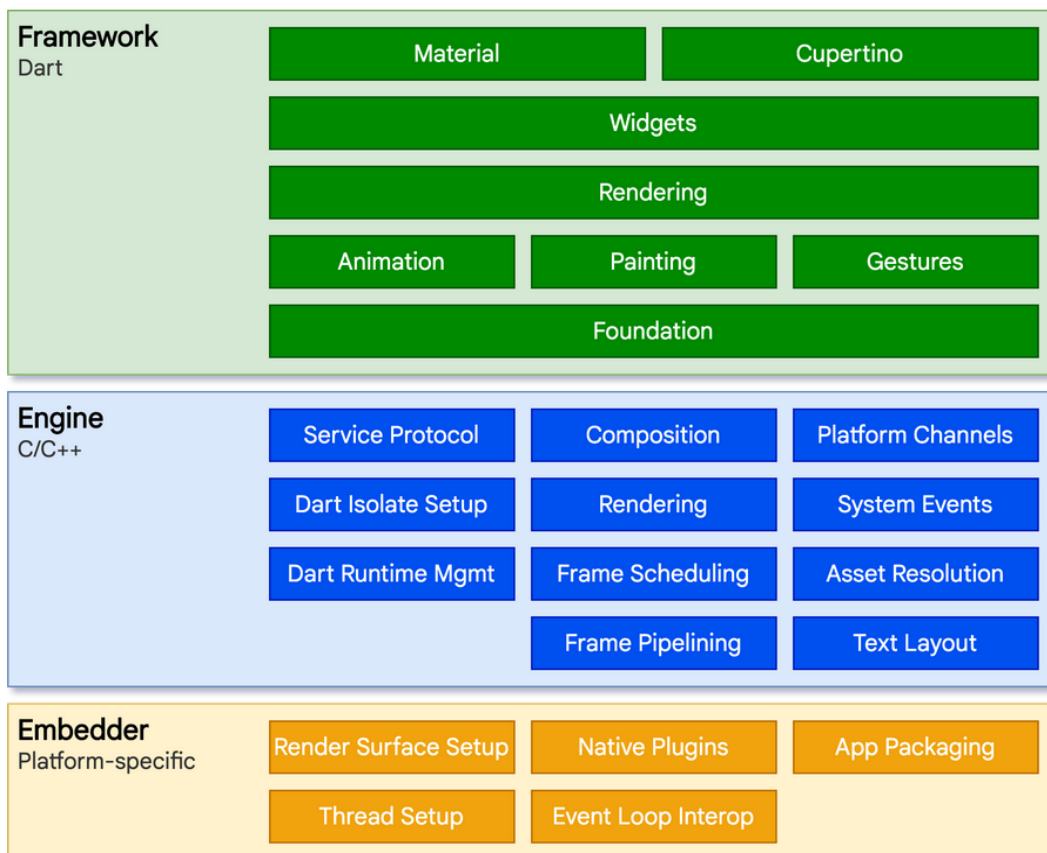 Framework
Dart
Material
Cupertino
Widgets
Rendering
Animation
Painting
Gestures
Foundation
Engine
C/C++
Service Protocol
Composition
Platform Channels
Dart Isolate Setup
Rendering
System Events
Dart Runtime Mgmt
Frame Scheduling
Asset Resolution
Frame Pipelining
Text Layout
Embedder
Platform-specific
Render Surface Setup
Native Plugins
App Packaging
Thread Setup
Event Loop Interop